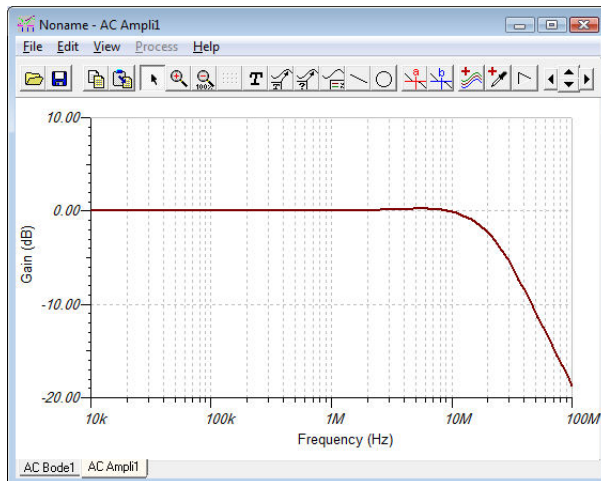 Noname - AC Ampli1
File Edit View Process Help
100% T ? a b
10.00
0.00
-10.00
-20.00
Gain (dB)
10k 100k 1M 10M 100M
Frequency (Hz)
AC Bode1 AC Ampli1